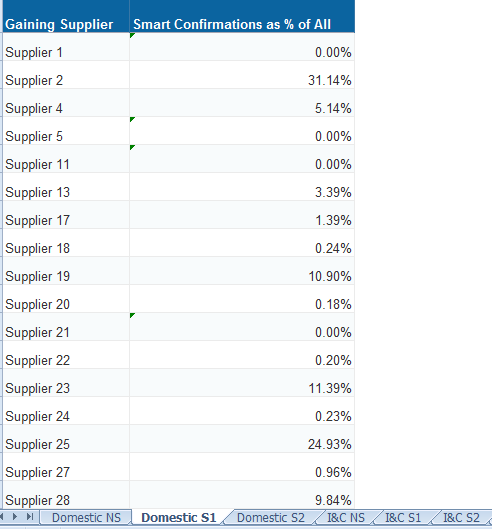 Gaining Supplier Smart Confirmations as % of All
Supplier 1 0.00%
Supplier 2 31.14%
Supplier 4 5.14%
Supplier 5 0.00%
Supplier 11 0.00%
Supplier 13 3.39%
Supplier 17 1.39%
Supplier 18 0.24%
Supplier 19 10.90%
Supplier 20 0.18%
Supplier 21 0.00%
Supplier 22 0.20%
Supplier 23 11.39%
Supplier 24 0.23%
Supplier 25 24.93%
Supplier 27 0.96%
Supplier 28 9.84%
Domestic NS Domestic S1 Domestic S2 I&C NS I&C S1 I&C S2